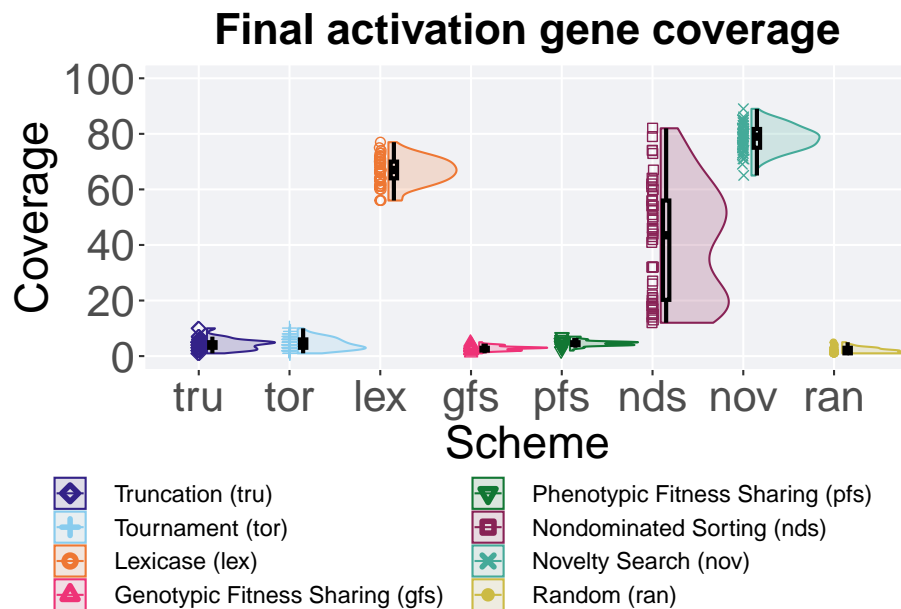 Final activation gene coverage
100
80
60
40
20
0
Coverage
tru tor lex gfs pfs nds nov ran
Scheme
Truncation (tru)
Tournament (tor)
Lexicase (lex)
Genotypic Fitness Sharing (gfs)
Phenotypic Fitness Sharing (pfs)
Nondominated Sorting (nds)
Novelty Search (nov)
Random (ran)